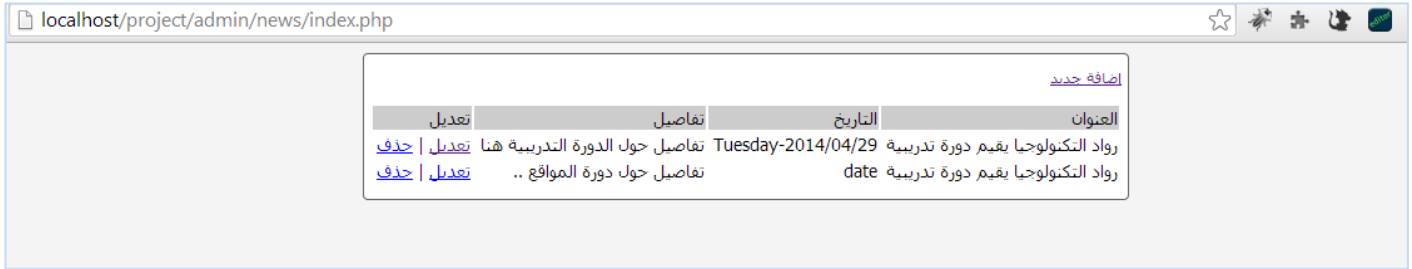 localhost/project/admin/news/index.php
editor
اضافة جديد
العنوان التاريخ تفاصيل تعديل
رواد التكنولوجيا يقيم دورة تدريبية Tuesday-2014/04/29 تفاصيل حول الدورة التدريبية هنا تعديل | حذف
رواد التكنولوجيا يقيم دورة تدريبية date تفاصيل حول دورة المواقع .. تعديل | حذف